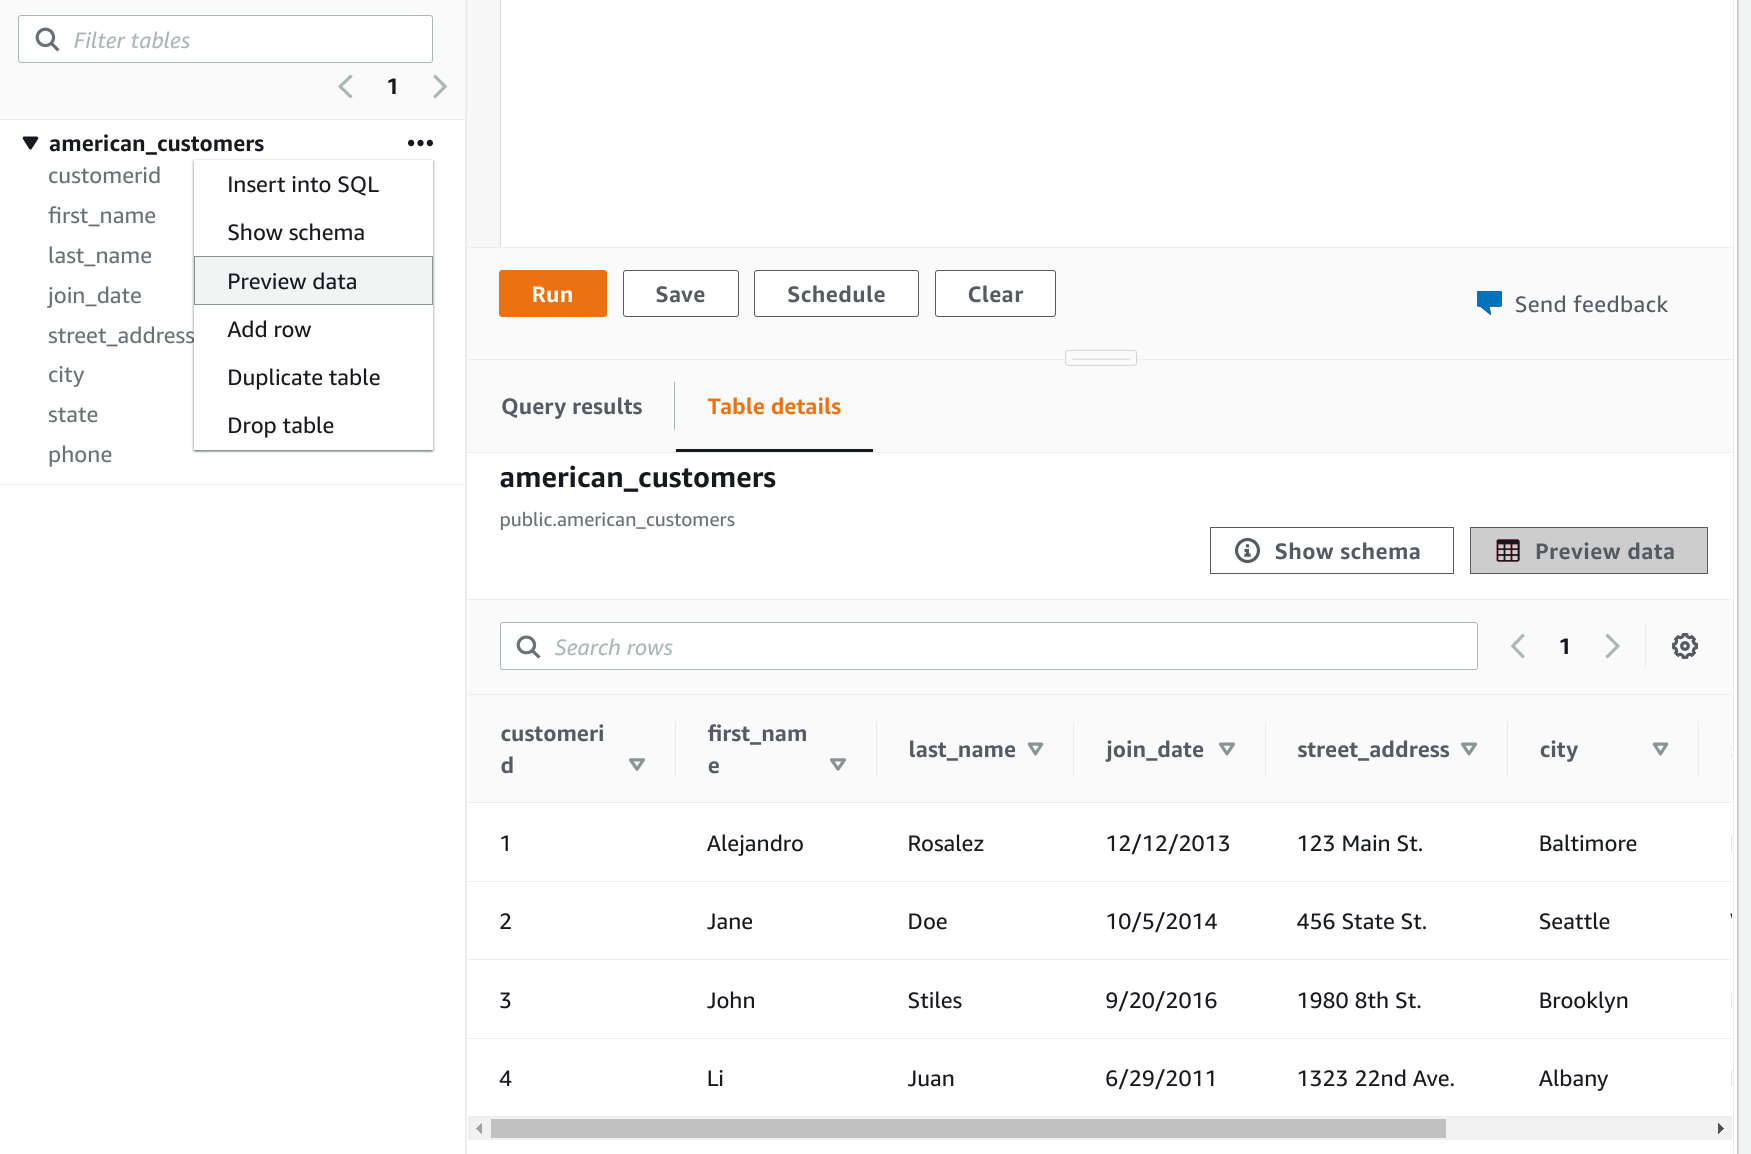 Filter tables
1
american_customers
customerid
first_name
last_name
join_date
street_address
city
state
phone
Insert into SQL
Show schema
Preview data
Add row
Duplicate table
Drop table
Run Save Schedule Clear
Send feedback
Query results Table details
american_customers
public.american_customers
Show schema Preview data
Search rows
1
customeri
d
first_nam
e
last_name join_date street_address city
1 Alejandro Rosalez 12/12/2013 123 Main St. Baltimore
2 Jane Doe 10/5/2014 456 State St. Seattle
3 John Stiles 9/20/2016 1980 8th St. Brooklyn
4 Li Juan 6/29/2011 1323 22nd Ave. Albany